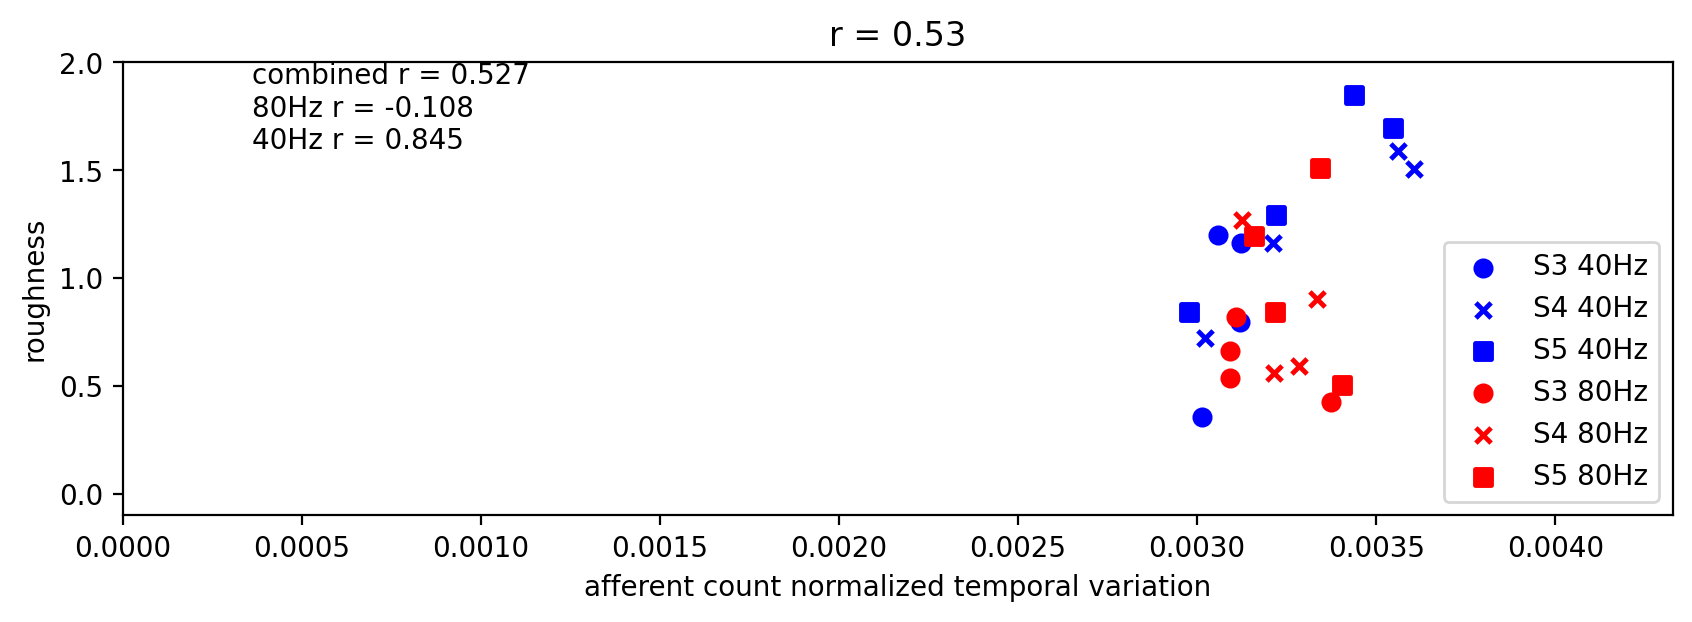 r = 0.53
combined r = 0.527
80Hz r = -0.108
40Hz r = 0.845
2.0
1.5
1.0
0.5
0.0
roughness
S3 40Hz
S4 40Hz
S5 40Hz
S3 80Hz
S4 80Hz
S5 80Hz
0.0000 0.0005 0.0010 0.0015 0.0020 0.0025 0.0030 0.0035 0.0040
afferent count normalized temporal variation